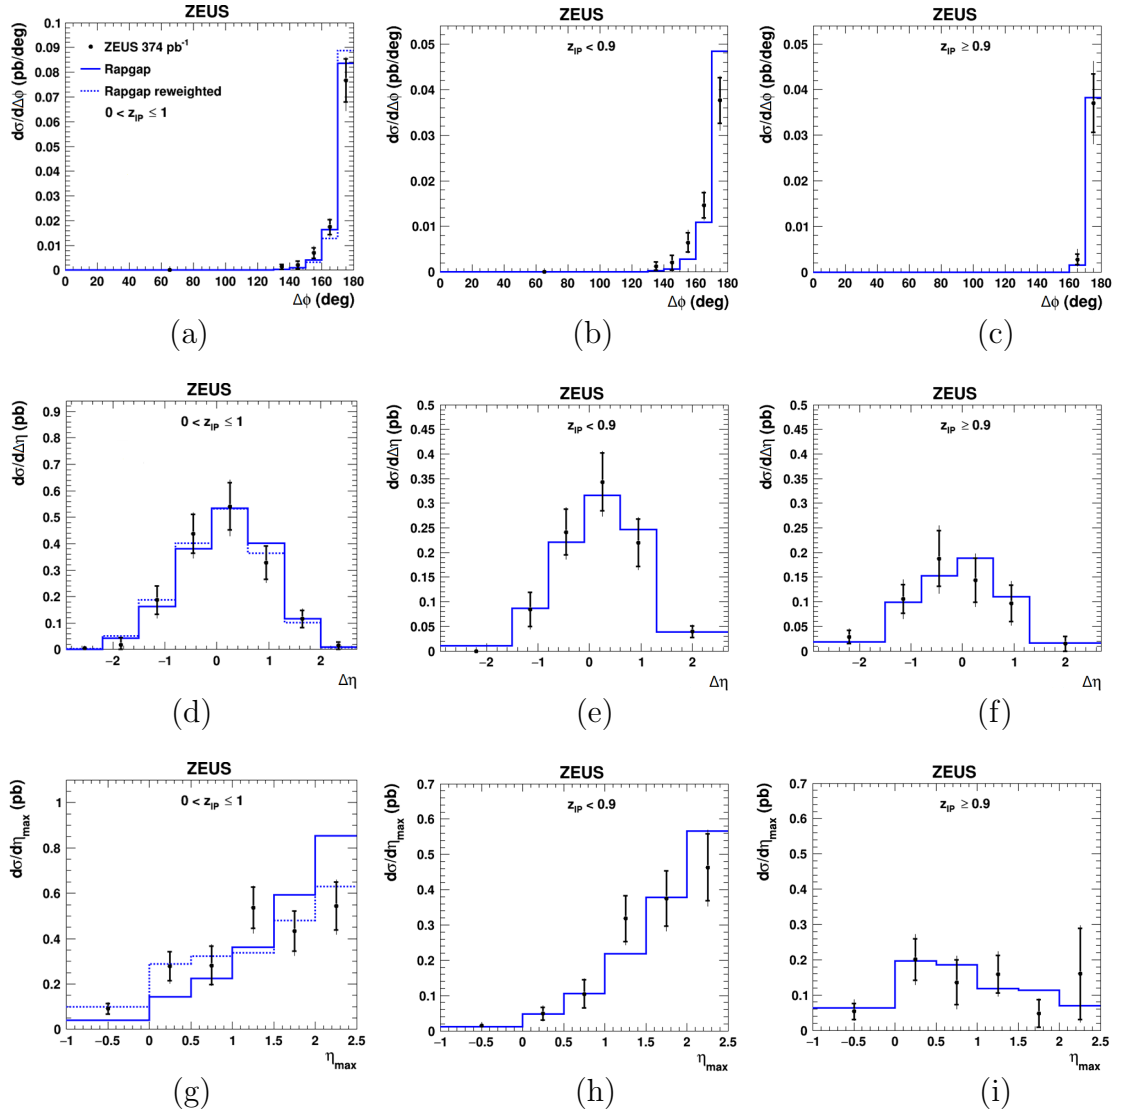 ZEUS
dσ/dΔϕ (pb/deg)
0.1
0.09
0.08
0.07
0.06
0.05
0.04
0.03
0.02
0.01
0
ZEUS 374 pb⁻¹
Rapgap
Rapgap reweighted
0 < z_IP ≤ 1
0 20 40 60 80 100 120 140 160 180
Δϕ (deg)
(a)
ZEUS
dσ/dΔϕ (pb/deg)
z_IP < 0.9
0.05
0.04
0.03
0.02
0.01
0
0 20 40 60 80 100 120 140 160 180
Δϕ (deg)
(b)
ZEUS
dσ/dΔϕ (pb/deg)
z_IP ≥ 0.9
0.05
0.04
0.03
0.02
0.01
0
0 20 40 60 80 100 120 140 160 180
Δϕ (deg)
(c)
ZEUS
dσ/dΔη (pb)
0 < z_IP ≤ 1
0.9
0.8
0.7
0.6
0.5
0.4
0.3
0.2
0.1
0
−2 −1 0 1 2
Δη
(d)
ZEUS
dσ/dΔη (pb)
z_IP < 0.9
0.5
0.45
0.4
0.35
0.3
0.25
0.2
0.15
0.1
0.05
0
−2 −1 0 1 2
Δη
(e)
ZEUS
dσ/dΔη (pb)
z_IP ≥ 0.9
0.5
0.45
0.4
0.35
0.3
0.25
0.2
0.15
0.1
0.05
0
−2 −1 0 1 2
Δη
(f)
ZEUS
dσ/dη_max (pb)
0 < z_IP ≤ 1
1
0.8
0.6
0.4
0.2
0
−1 −0.5 0 0.5 1 1.5 2 2.5
η_max
(g)
ZEUS
dσ/dη_max (pb)
z_IP < 0.9
0.7
0.6
0.5
0.4
0.3
0.2
0.1
0
−1 −0.5 0 0.5 1 1.5 2 2.5
η_max
(h)
ZEUS
dσ/dη_max (pb)
z_IP ≥ 0.9
0.7
0.6
0.5
0.4
0.3
0.2
0.1
0
−1 −0.5 0 0.5 1 1.5 2 2.5
η_max
(i)